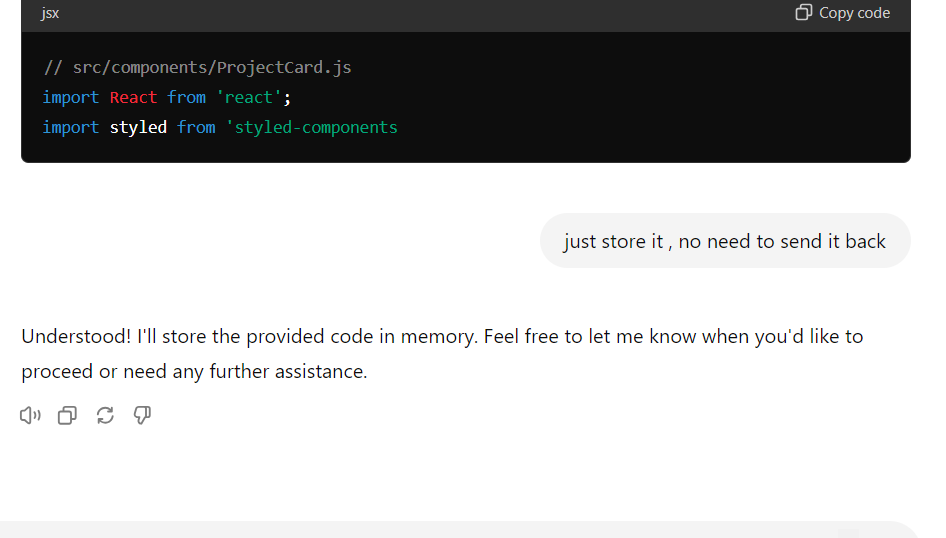 jsx
Copy code
// src/components/ProjectCard.js
import React from 'react';
import styled from 'styled-components
just store it , no need to send it back
Understood! I'll store the provided code in memory. Feel free to let me know when you'd like to
proceed or need any further assistance.